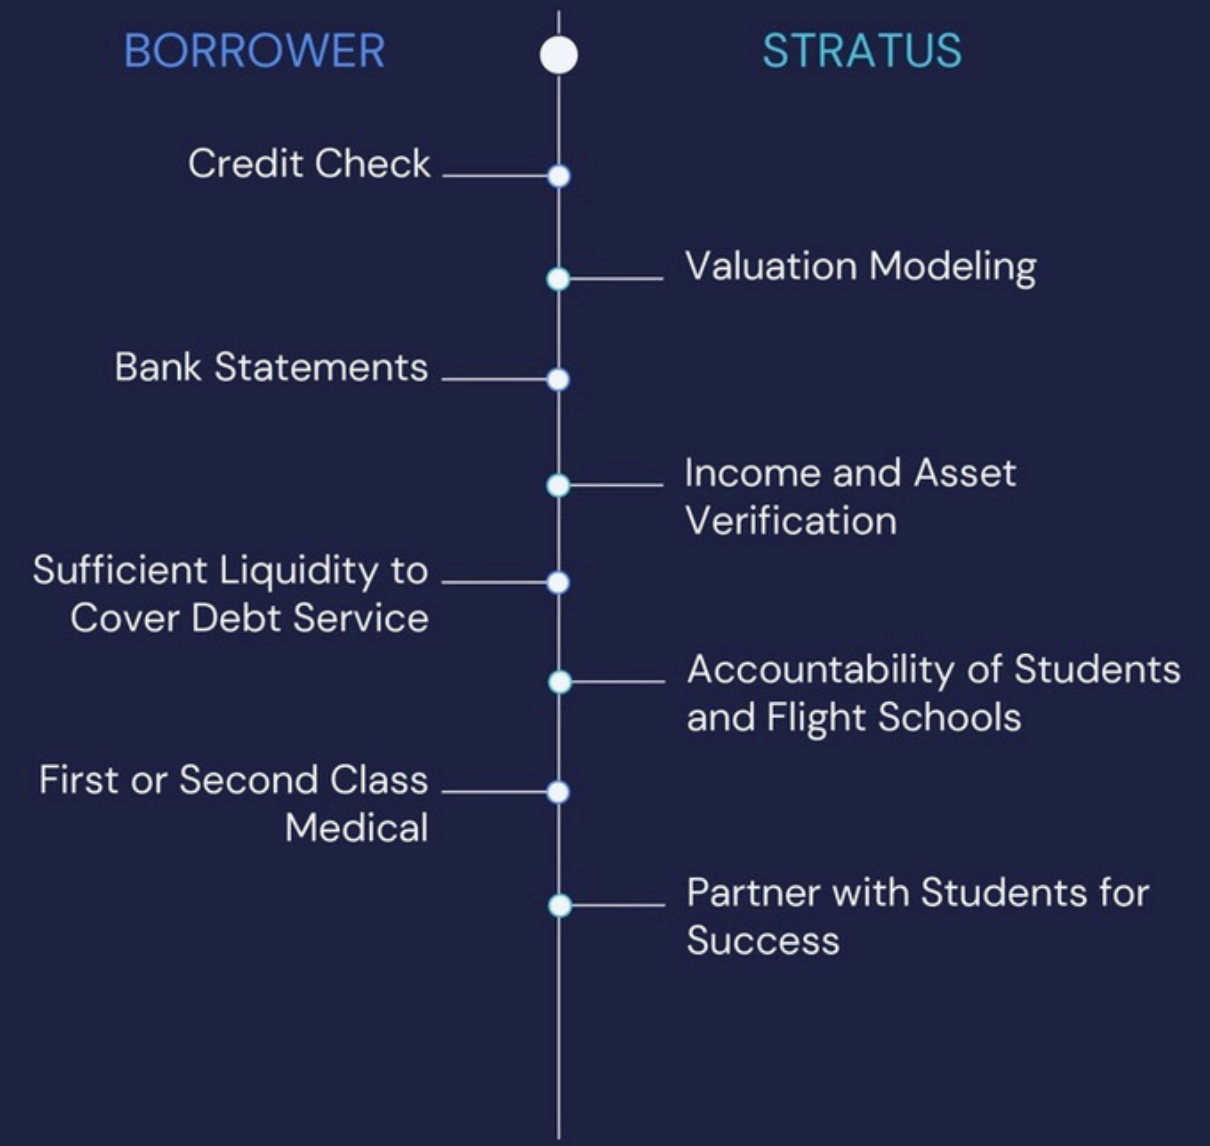 BORROWER
STRATUS
Credit Check
Valuation Modeling
Bank Statements
Income and Asset
Verification
Sufficient Liquidity to
Cover Debt Service
Accountability of Students
and Flight Schools
First or Second Class
Medical
Partner with Students for
Success